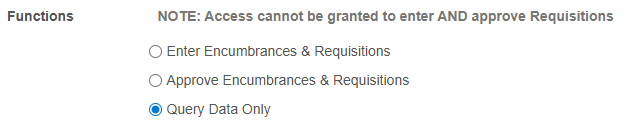 Functions NOTE: Access cannot be granted to enter AND approve Requisitions
Enter Encumbrances & Requisitions
Approve Encumbrances & Requisitions
Query Data Only